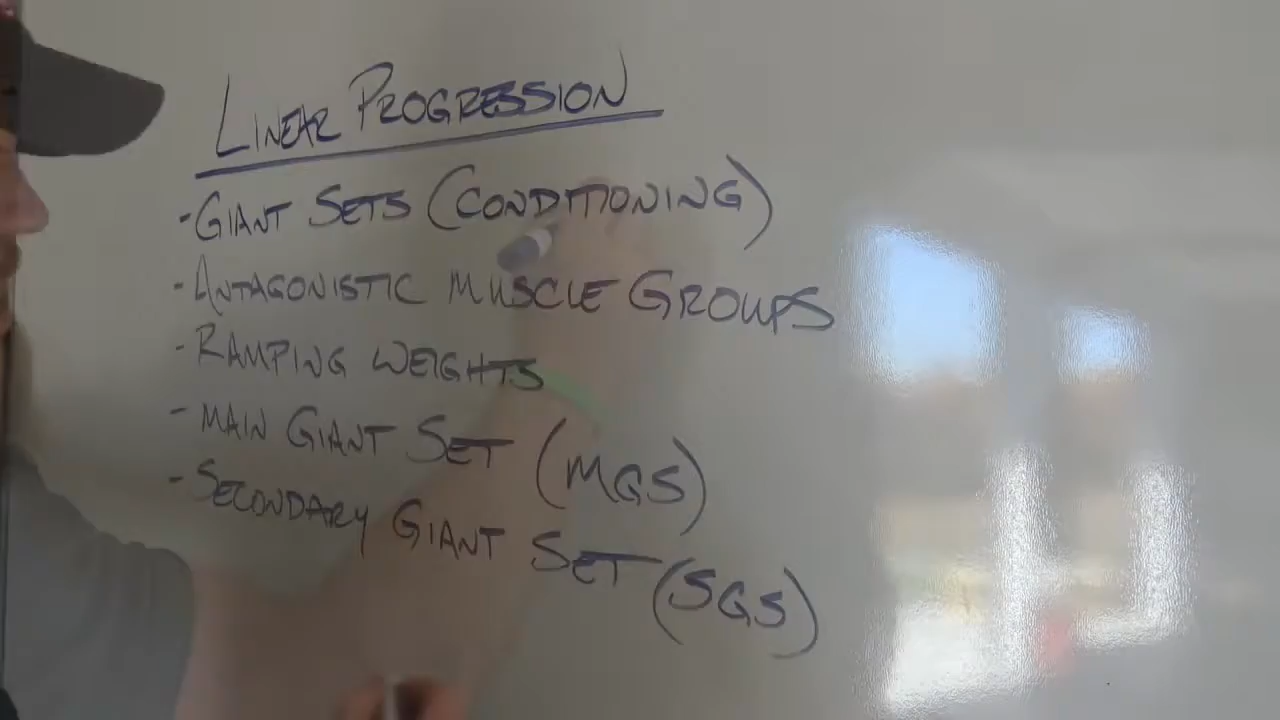 LINEAR PROGRESSION
- GIANT SETS (CONDITIONING)
- ANTAGONISTIC MUSCLE GROUPS
- RAMPING WEIGHTS
- MAIN GIANT SET (MGS)
- SECONDARY GIANT SET (SGS)